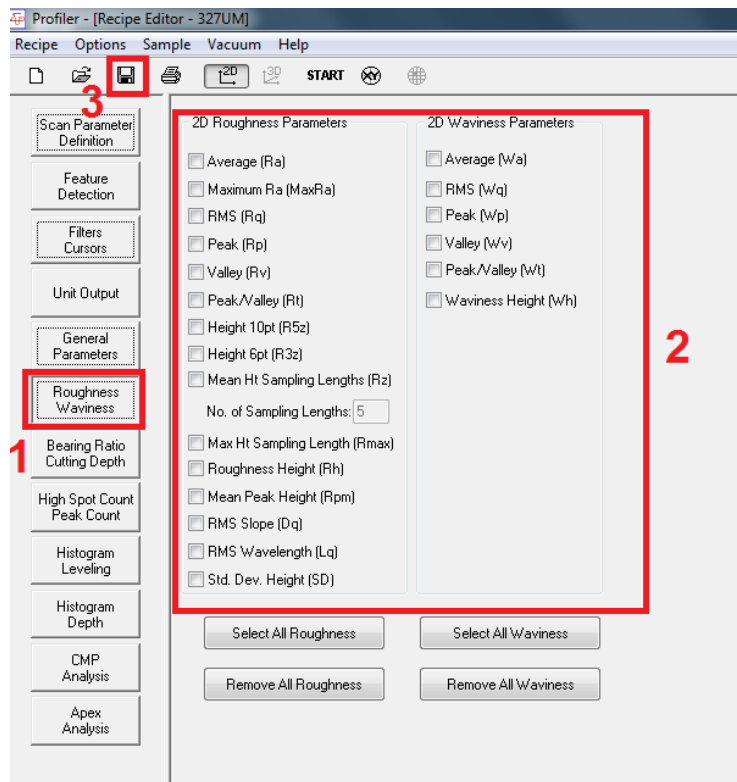 Profiler - [Recipe Editor - 327UM]
Recipe Options Sample Vacuum Help
2D 3D START XY
3
Scan Parameter
Definition
Feature
Detection
Filters
Cursors
Unit Output
General
Parameters
Roughness
Waviness
1
Bearing Ratio
Cutting Depth
High Spot Count
Peak Count
Histogram
Leveling
Histogram
Depth
CMP
Analysis
Apex
Analysis
2D Roughness Parameters
Average (Ra)
Maximum Ra (MaxRa)
RMS (Rq)
Peak (Rp)
Valley (Rv)
Peak/Valley (Rt)
Height 10pt (R5z)
Height 6pt (R3z)
Mean Ht Sampling Lengths (Rz)
No. of Sampling Lengths: 5
Max Ht Sampling Length (Rmax)
Roughness Height (Rh)
Mean Peak Height (Rpm)
RMS Slope (Dq)
RMS Wavelength (Lq)
Std. Dev. Height (SD)
Select All Roughness
Remove All Roughness
2D Waviness Parameters
Average (Wa)
RMS (Wq)
Peak (Wp)
Valley (Wv)
Peak/Valley (Wt)
Waviness Height (Wh)
Select All Waviness
Remove All Waviness
2